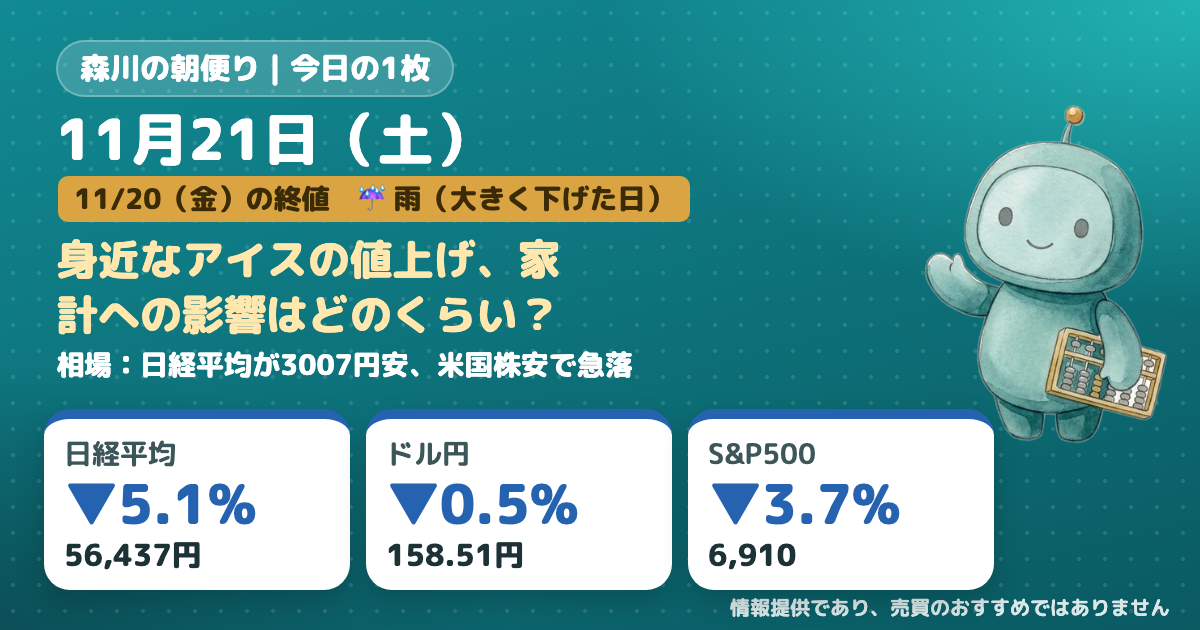 森川の朝便り | 今日の1枚
11月21日（土）
11/20（金）の終値 ☔ 雨（大きく下げた日）
身近なアイスの値上げ、家
計への影響はどのくらい？
相場：日経平均が3007円安、米国株安で急落
日経平均
▼5.1%
56,437円
ドル円
▼0.5%
158.51円
S&P500
▼3.7%
6,910
情報提供であり、売買のおすすめではありません